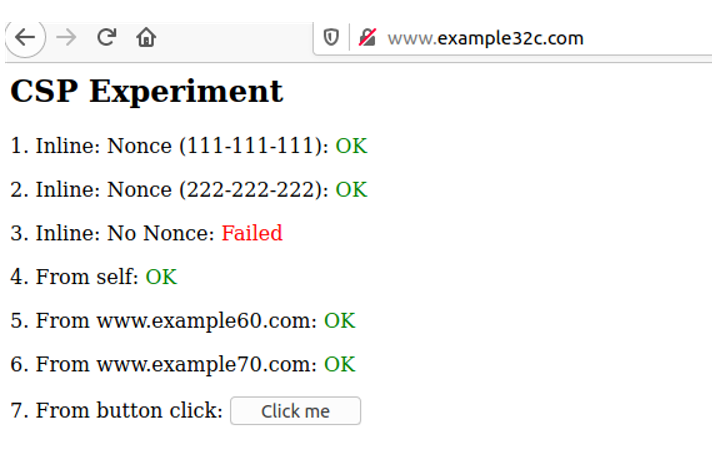 www.example32c.com
CSP Experiment
1. Inline: Nonce (111-111-111): OK
2. Inline: Nonce (222-222-222): OK
3. Inline: No Nonce: Failed
4. From self: OK
5. From www.example60.com: OK
6. From www.example70.com: OK
7. From button click: Click me